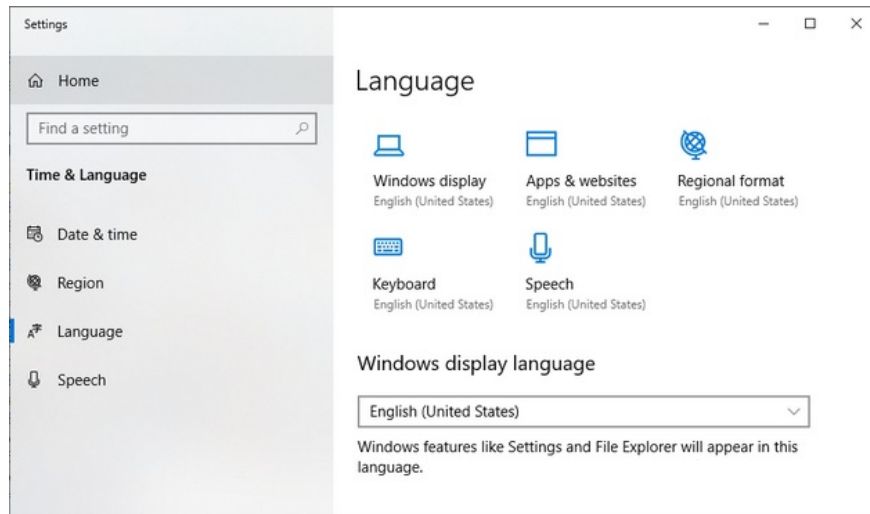 Settings
Home
Find a setting
Time & Language
Date & time
Region
Language
Speech
Language
Windows display
English (United States)
Apps & websites
English (United States)
Regional format
English (United States)
Keyboard
English (United States)
Speech
English (United States)
Windows display language
English (United States)
Windows features like Settings and File Explorer will appear in this
language.